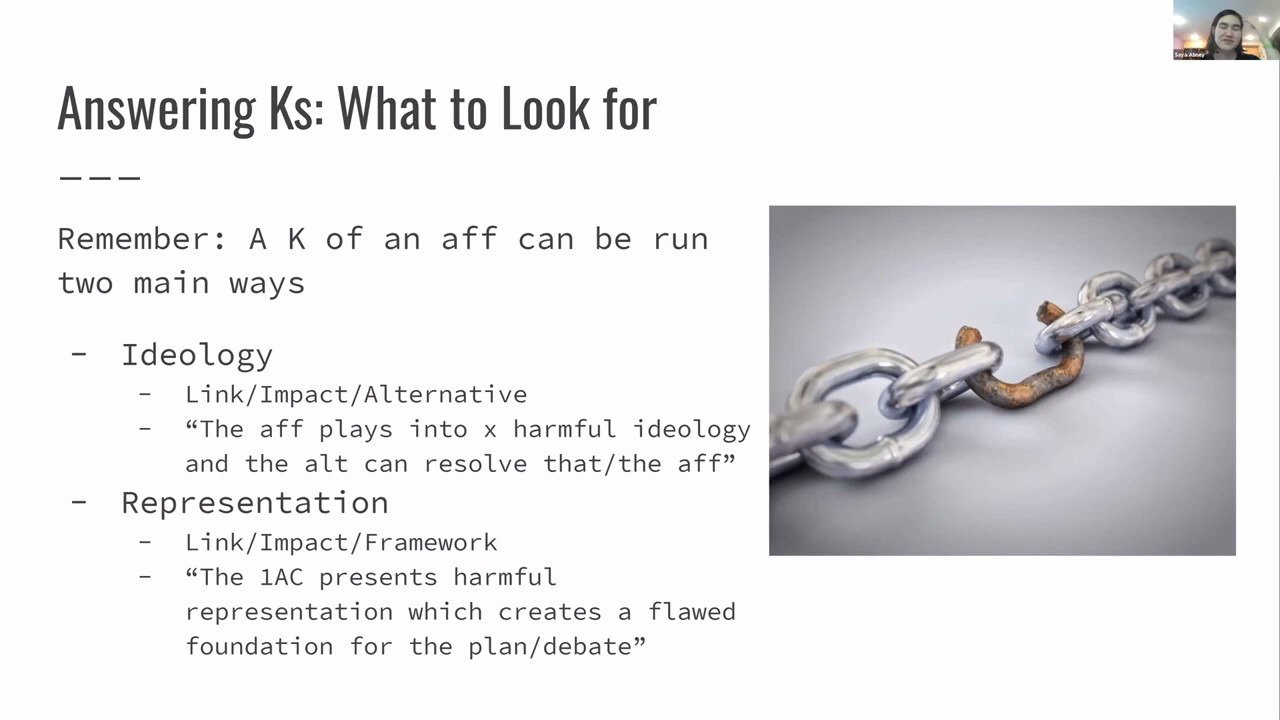 Saya Abney
Answering Ks: What to Look for
Remember: A K of an aff can be run
two main ways
- Ideology
- Link/Impact/Alternative
- “The aff plays into x harmful ideology
and the alt can resolve that/the aff”
- Representation
- Link/Impact/Framework
- “The 1AC presents harmful
representation which creates a flawed
foundation for the plan/debate”